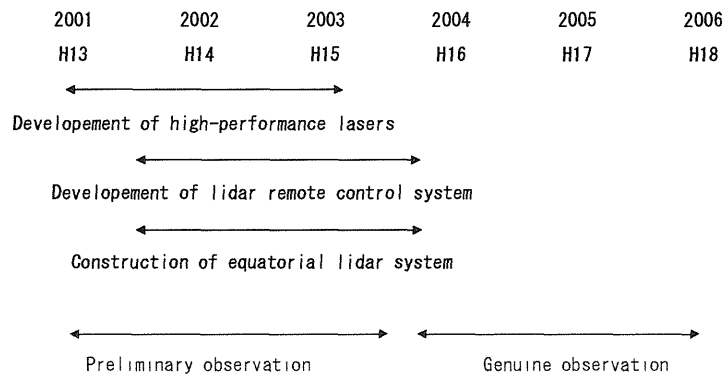 2001 2002 2003 2004 2005 2006
H13 H14 H15 H16 H17 H18
Developement of high-performance lasers
Developement of lidar remote control system
Construction of equatorial lidar system
Preliminary observation Genuine observation